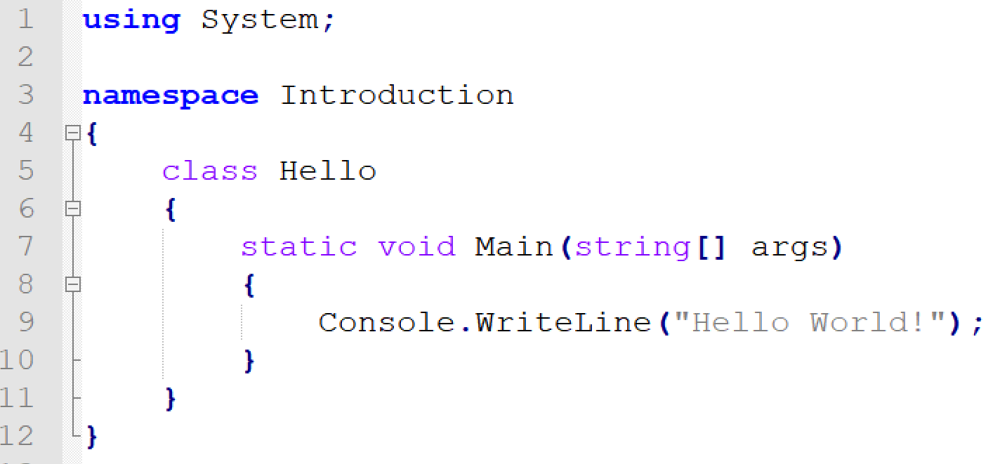 1 using System;
2
3 namespace Introduction
4 {
5     class Hello
6     {
7         static void Main(string[] args)
8         {
9             Console.WriteLine("Hello World!");
10         }
11     }
12 }